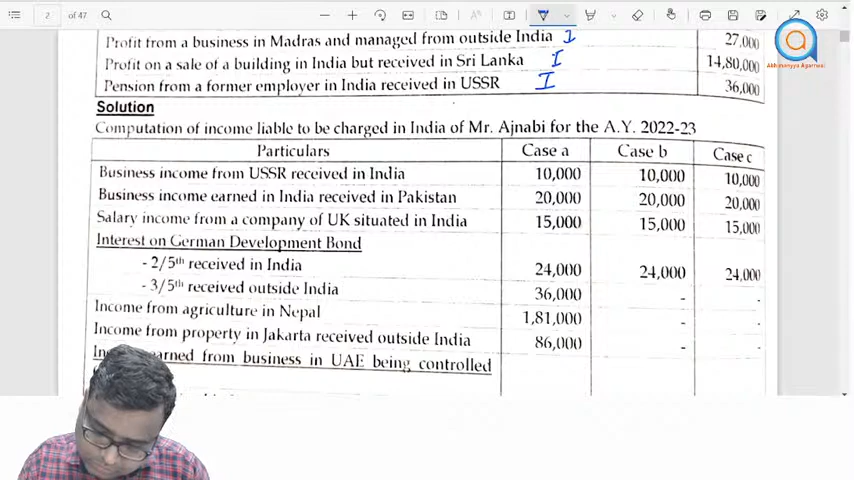 2 of 47
Profit from a business in Madras and managed from outside India I 27,000
Profit on a sale of a building in India but received in Sri Lanka I 14,80,000
Pension from a former employer in India received in USSR I 36,000
Abhimanyyu Agarrwal
Solution
Computation of income liable to be charged in India of Mr. Ajnabi for the A.Y. 2022-23
Particulars Case a Case b Case c
Business income from USSR received in India 10,000 10,000 10,000
Business income earned in India received in Pakistan 20,000 20,000 20,000
Salary income from a company of UK situated in India 15,000 15,000 15,000
Interest on German Development Bond
- 2/5th received in India 24,000 24,000 24,000
- 3/5th received outside India 36,000 - -
Income from agriculture in Nepal 1,81,000 - -
Income from property in Jakarta received outside India 86,000 - -
earned from business in UAE being controlled